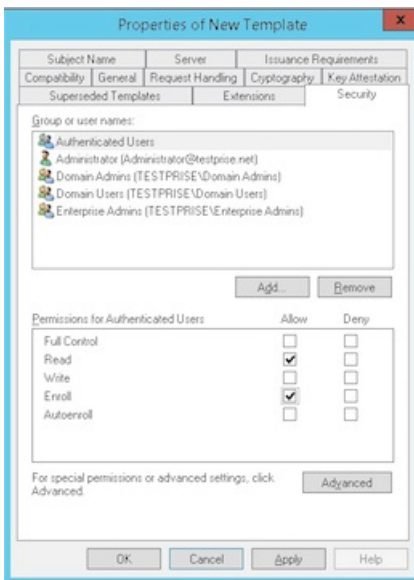 Properties of New Template
x
Subject Name Server Issuance Requirements
Compatibility General Request Handling Cryptography Key Attestation
Superseded Templates Extensions Security
Group or user names:
Authenticated Users
Administrator (Administrator@testprise.net)
Domain Admins (TESTPRISE\Domain Admins)
Domain Users (TESTPRISE\Domain Users)
Enterprise Admins (TESTPRISE\Enterprise Admins)
Add... Remove
Permissions for Authenticated Users Allow Deny
Full Control
Read
Write
Enroll
Autoenroll
For special permissions or advanced settings, click
Advanced.
Advanced
OK Cancel Apply Help